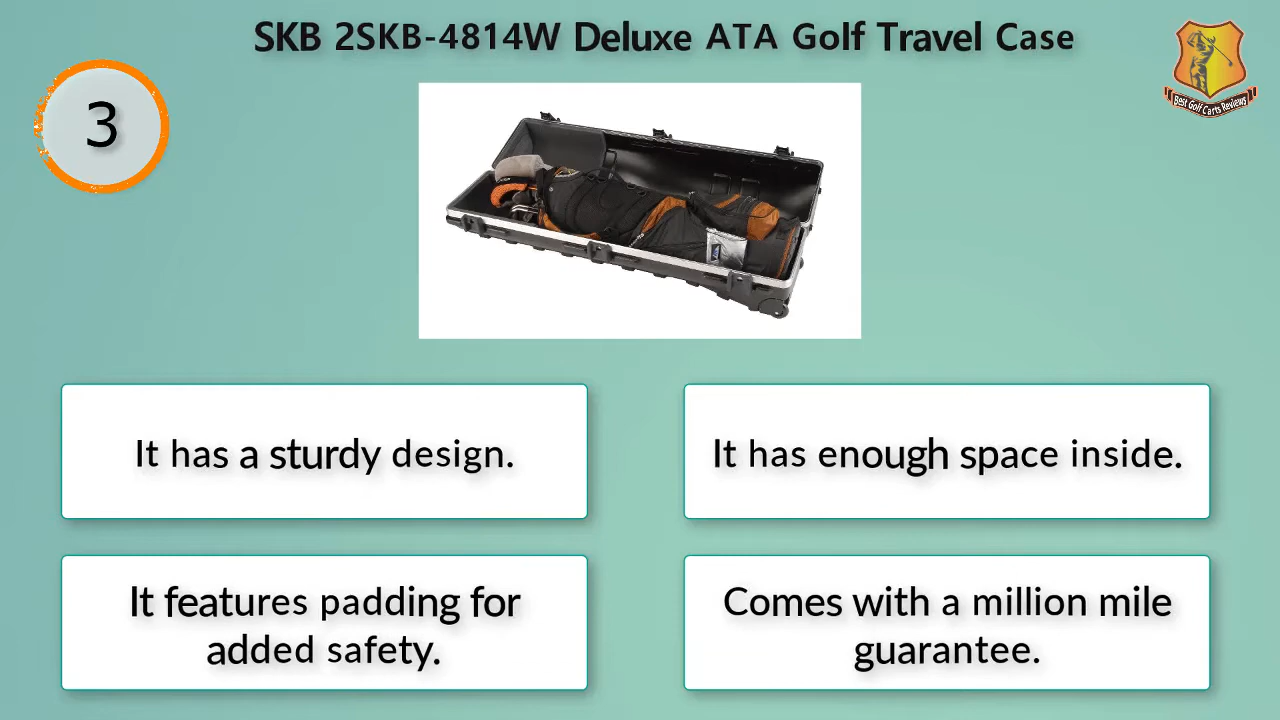 SKB 2SKB-4814W Deluxe ATA Golf Travel Case
3
Best Golf Carts Reviews
It has a sturdy design.
It has enough space inside.
It features padding for
added safety.
Comes with a million mile
guarantee.